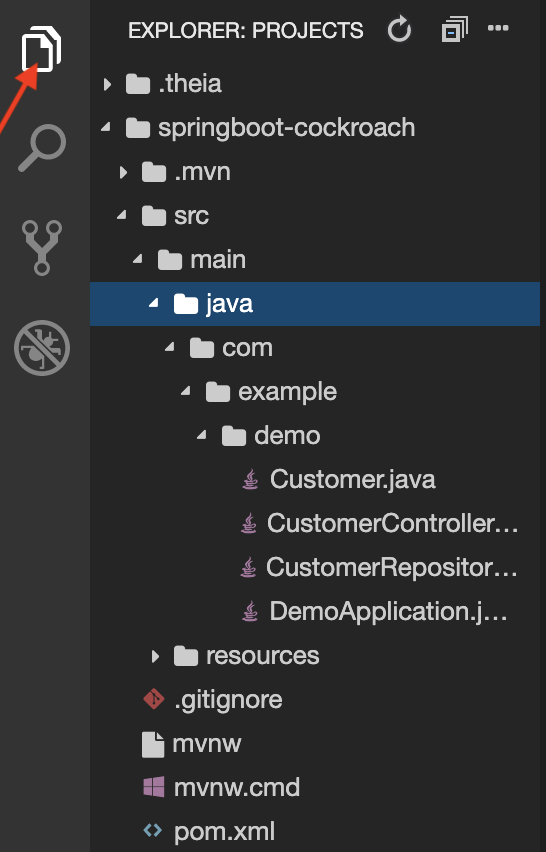 EXPLORER: PROJECTS
.theia
springboot-cockroach
.mvn
src
main
java
com
example
demo
Customer.java
CustomerController...
CustomerRepositor...
DemoApplication.j...
resources
.gitignore
mvnw
mvnw.cmd
pom.xml